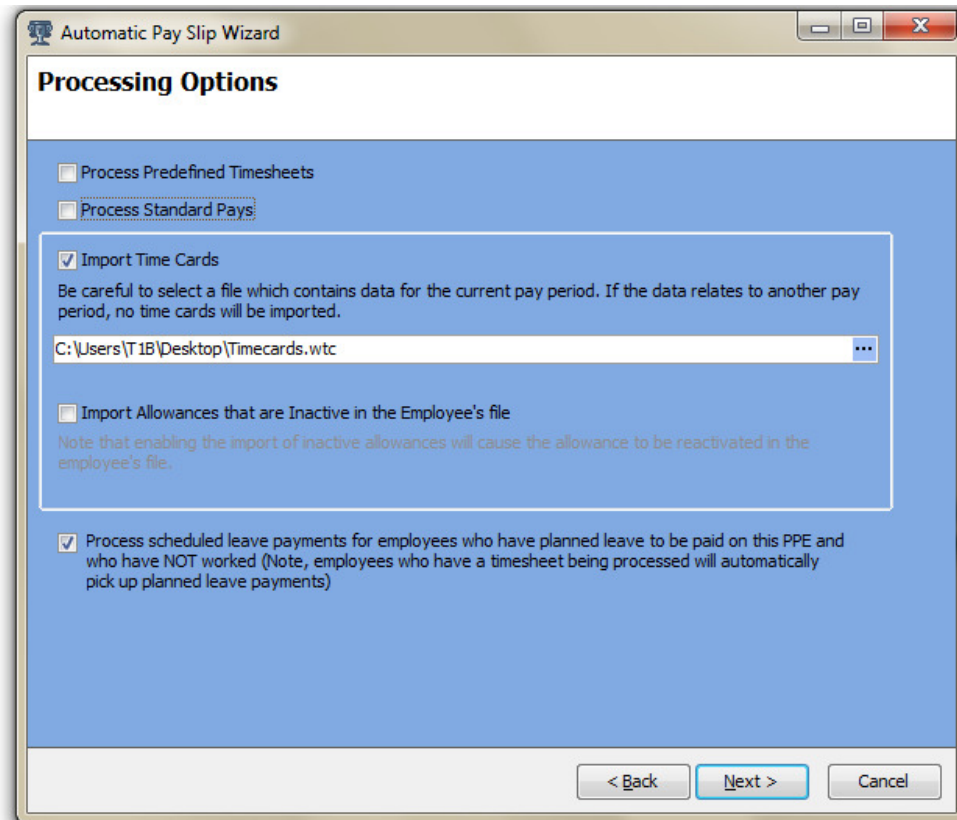 Automatic Pay Slip Wizard
Processing Options
Process Predefined Timesheets
Process Standard Pays
Import Time Cards
Be careful to select a file which contains data for the current pay period. If the data relates to another pay
period, no time cards will be imported.
C:\Users\T1B\Desktop\Timecards.wtc
...
Import Allowances that are Inactive in the Employee's file
Note that enabling the import of inactive allowances will cause the allowance to be reactivated in the
employee's file.
Process scheduled leave payments for employees who have planned leave to be paid on this PPE and
who have NOT worked (Note, employees who have a timesheet being processed will automatically
pick up planned leave payments)
< Back
Next >
Cancel